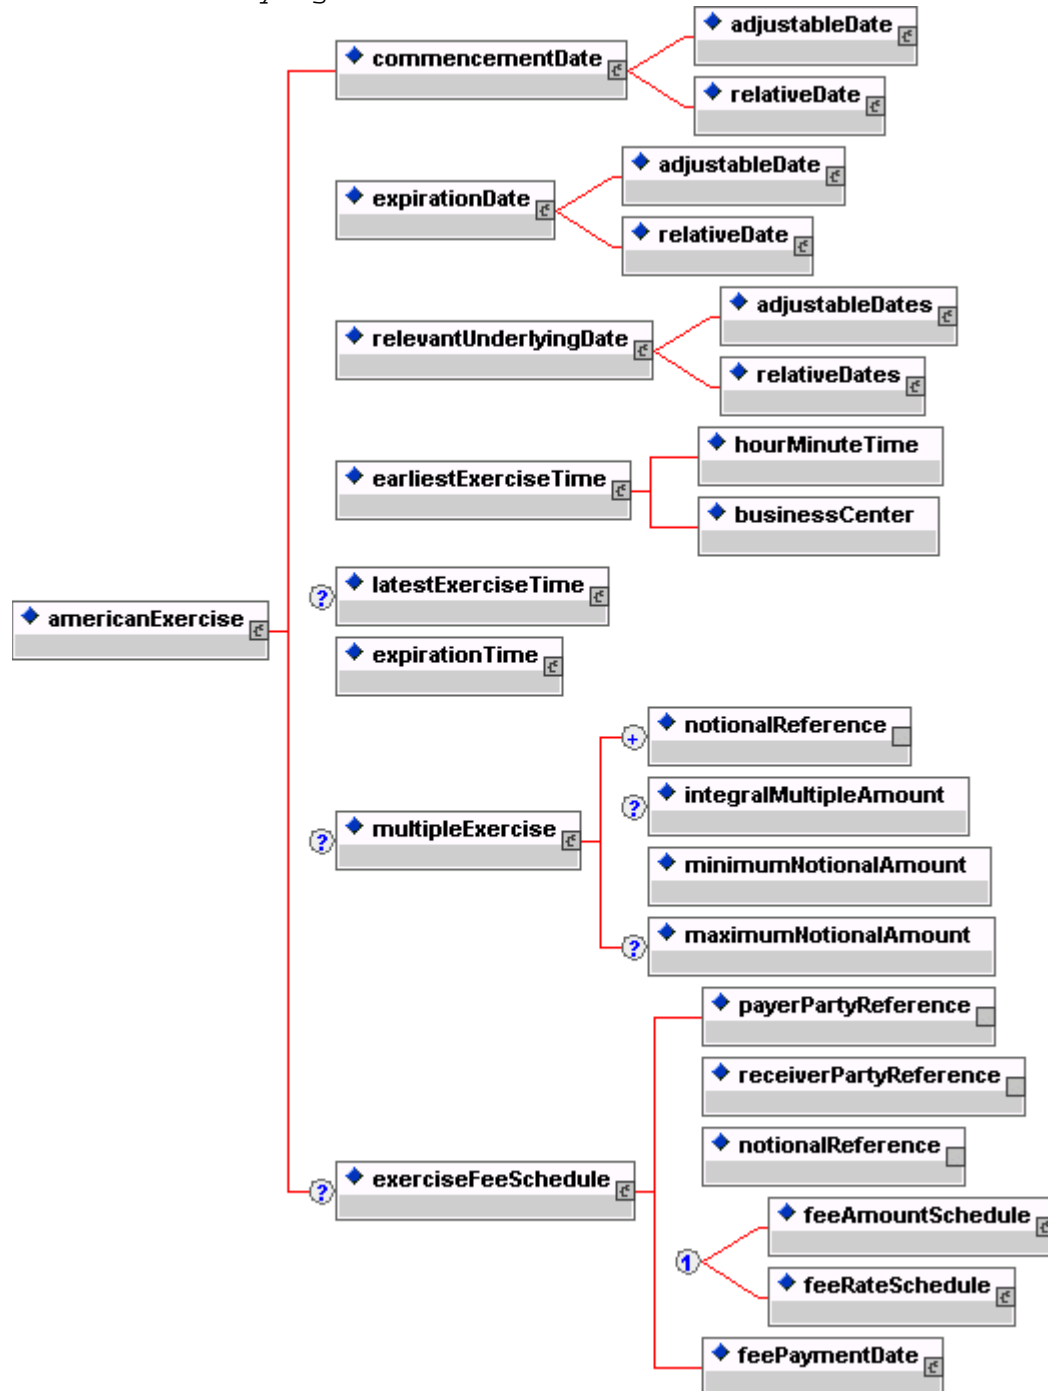 commencementDate
adjustableDate
relativeDate
expirationDate
adjustableDate
relativeDate
relevantUnderlyingDate
adjustableDates
relativeDates
earliestExerciseTime
hourMinuteTime
businessCenter
americanExercise
? latestExerciseTime
expirationTime
? multipleExercise
+ notionalReference
? integralMultipleAmount
minimumNotionalAmount
? maximumNotionalAmount
? exerciseFeeSchedule
payerPartyReference
receiverPartyReference
notionalReference
1
feeAmountSchedule
feeRateSchedule
feePaymentDate